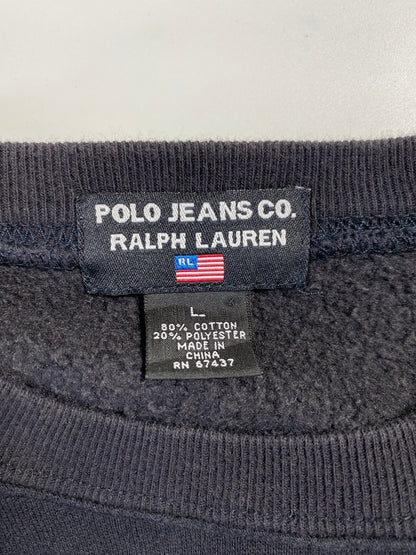 POLO JEANS CO.
RALPH LAUREN
RL
L
80% COTTON
20% POLYESTER
MADE IN
CHINA
RN 67437